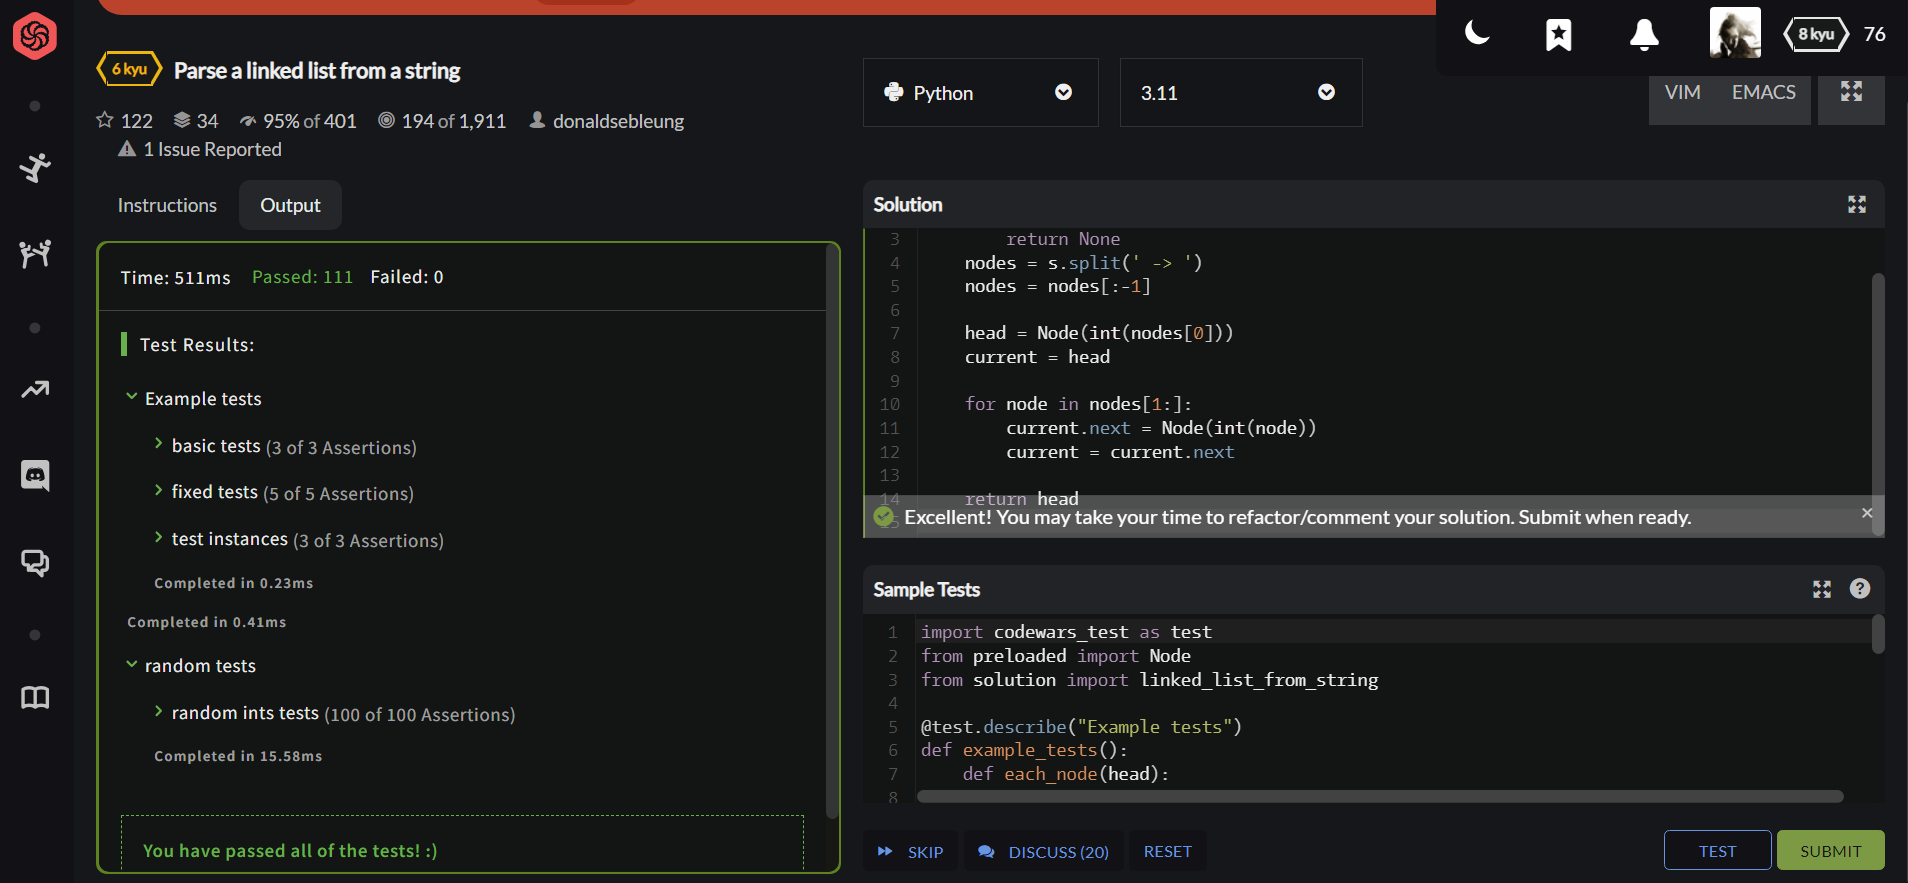 8 kyu 76
6 kyu Parse a linked list from a string
122 34 95% of 401 194 of 1,911 donaldsebleung
1 Issue Reported
Python
3.11
VIM EMACS
Instructions Output
Time: 511ms Passed: 111 Failed: 0
Test Results:
Example tests
basic tests (3 of 3 Assertions)
fixed tests (5 of 5 Assertions)
test instances (3 of 3 Assertions)
Completed in 0.23ms
Completed in 0.41ms
random tests
random ints tests (100 of 100 Assertions)
Completed in 15.58ms
You have passed all of the tests! :)
Solution
3         return None
4     nodes = s.split(' -> ')
5     nodes = nodes[:-1]
6
7     head = Node(int(nodes[0]))
8     current = head
9
10     for node in nodes[1:]:
11         current.next = Node(int(node))
12         current = current.next
13
14     return head
15
Excellent! You may take your time to refactor/comment your solution. Submit when ready. ×
Sample Tests
1 import codewars_test as test
2 from preloaded import Node
3 from solution import linked_list_from_string
4
5 @test.describe("Example tests")
6 def example_tests():
7     def each_node(head):
8
SKIP DISCUSS (20) RESET TEST SUBMIT